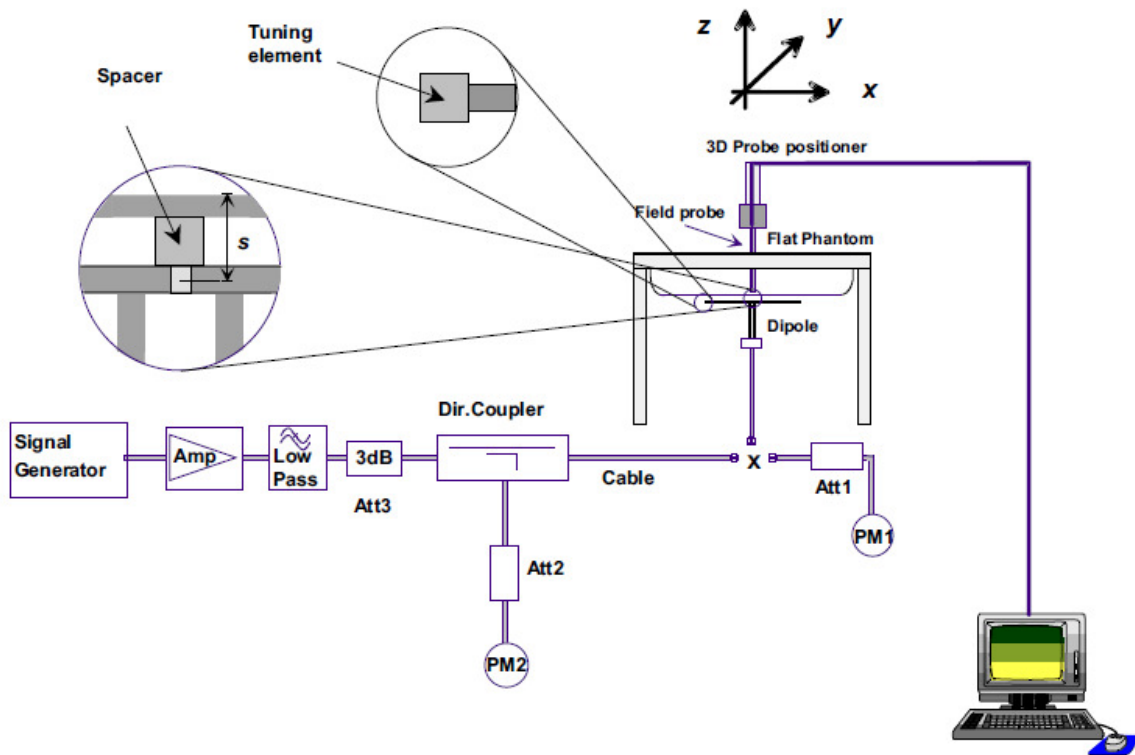 Tuning
element
Spacer
s
z
y
x
3D Probe positioner
Field probe
Flat Phantom
Dipole
Dir.Coupler
Signal
Generator
Amp
Low
Pass
3dB
Att3
Cable
x
Att1
PM1
Att2
PM2